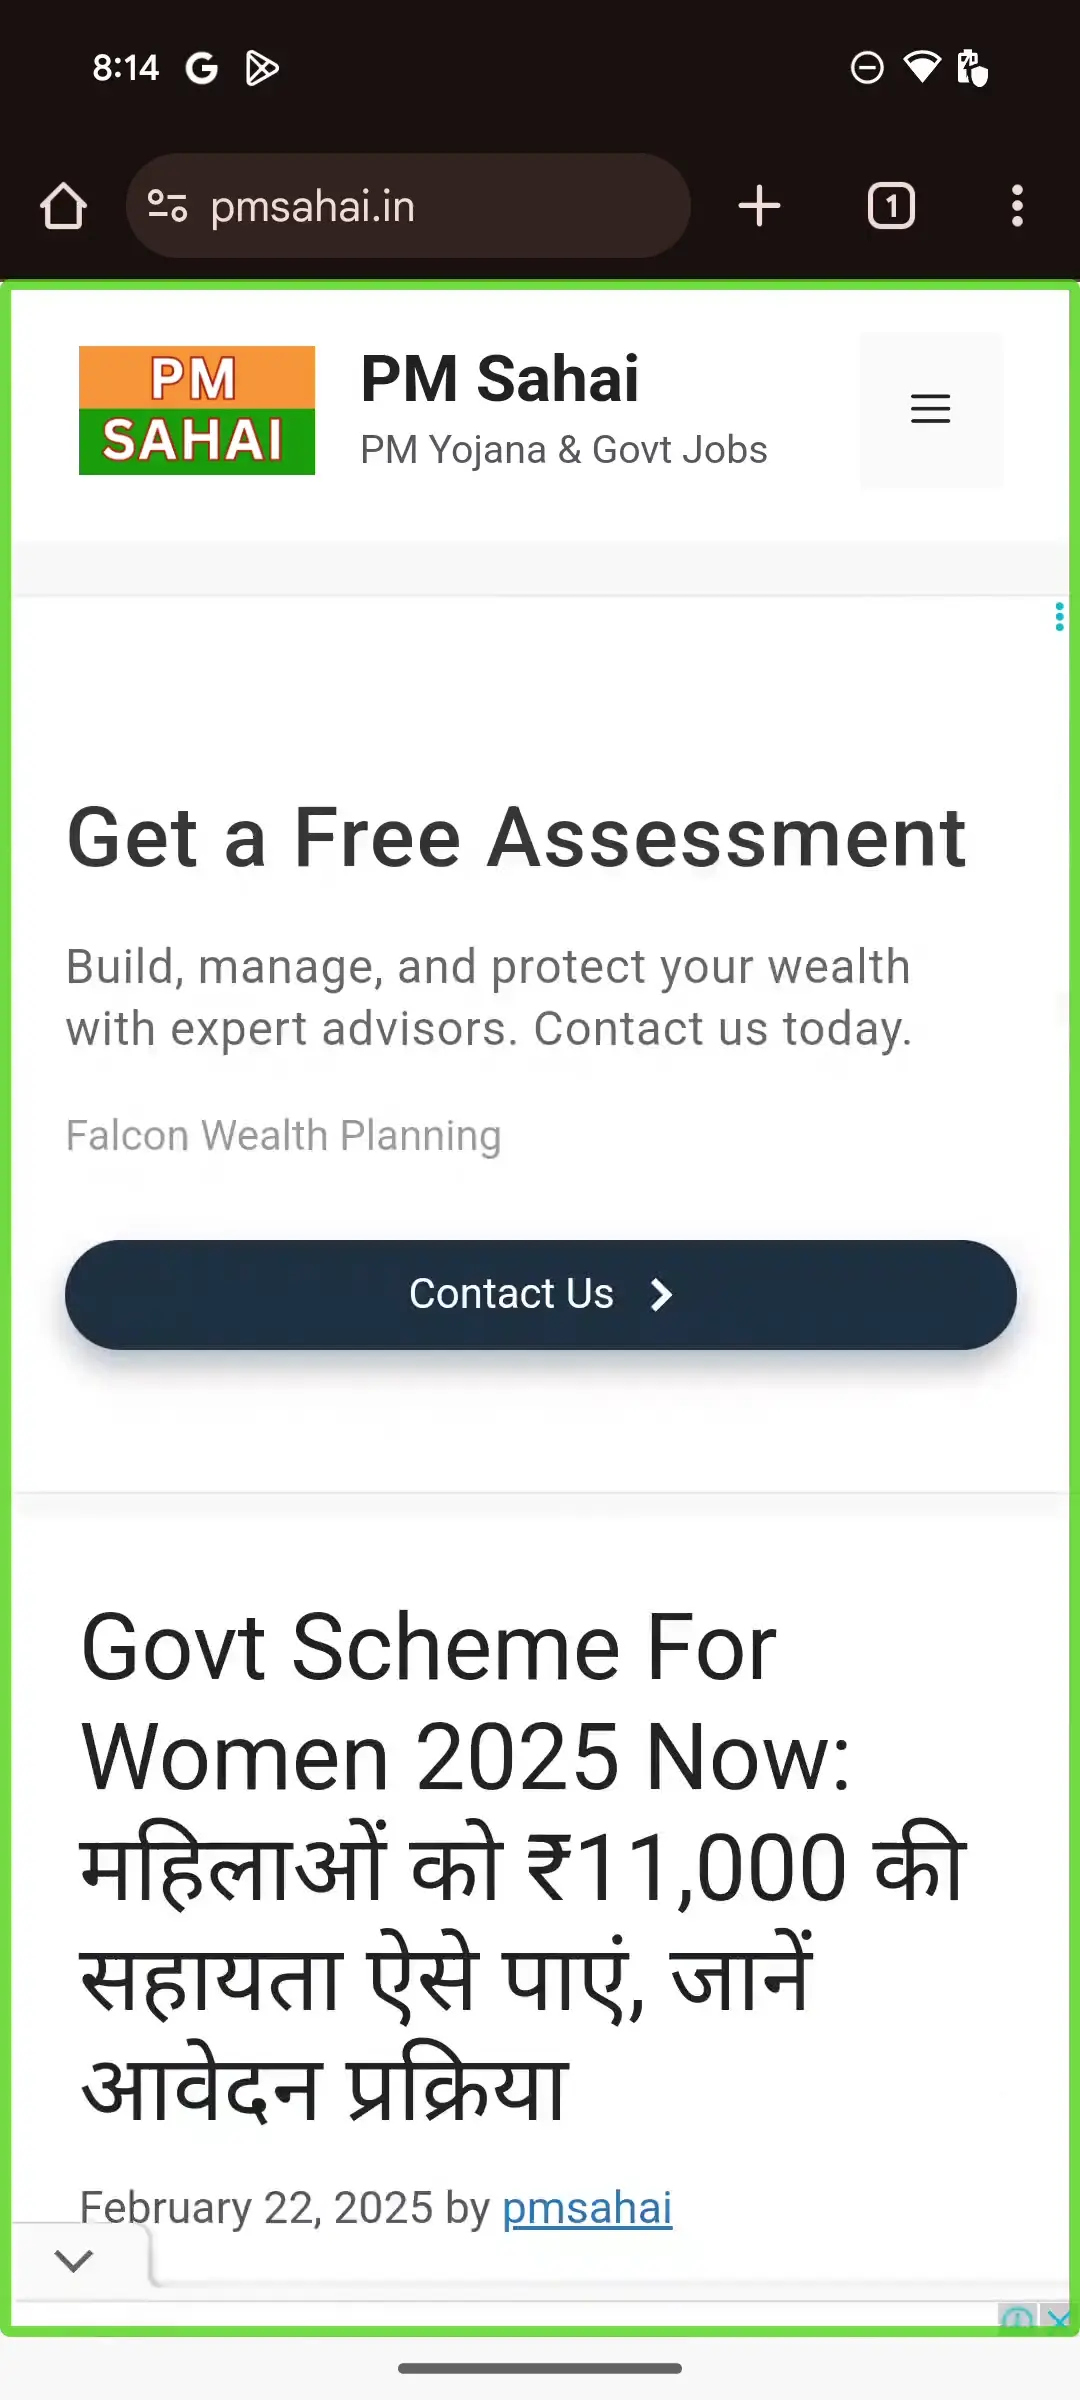 8:14
pmsahai.in
1
PM
SAHAI
PM Sahai
PM Yojana & Govt Jobs
Get a Free Assessment
Build, manage, and protect your wealth
with expert advisors. Contact us today.
Falcon Wealth Planning
Contact Us
Govt Scheme For
Women 2025 Now:
महिलाओं को ₹11,000 की
सहायता ऐसे पाएं, जानें
आवेदन प्रक्रिया
February 22, 2025 by pmsahai